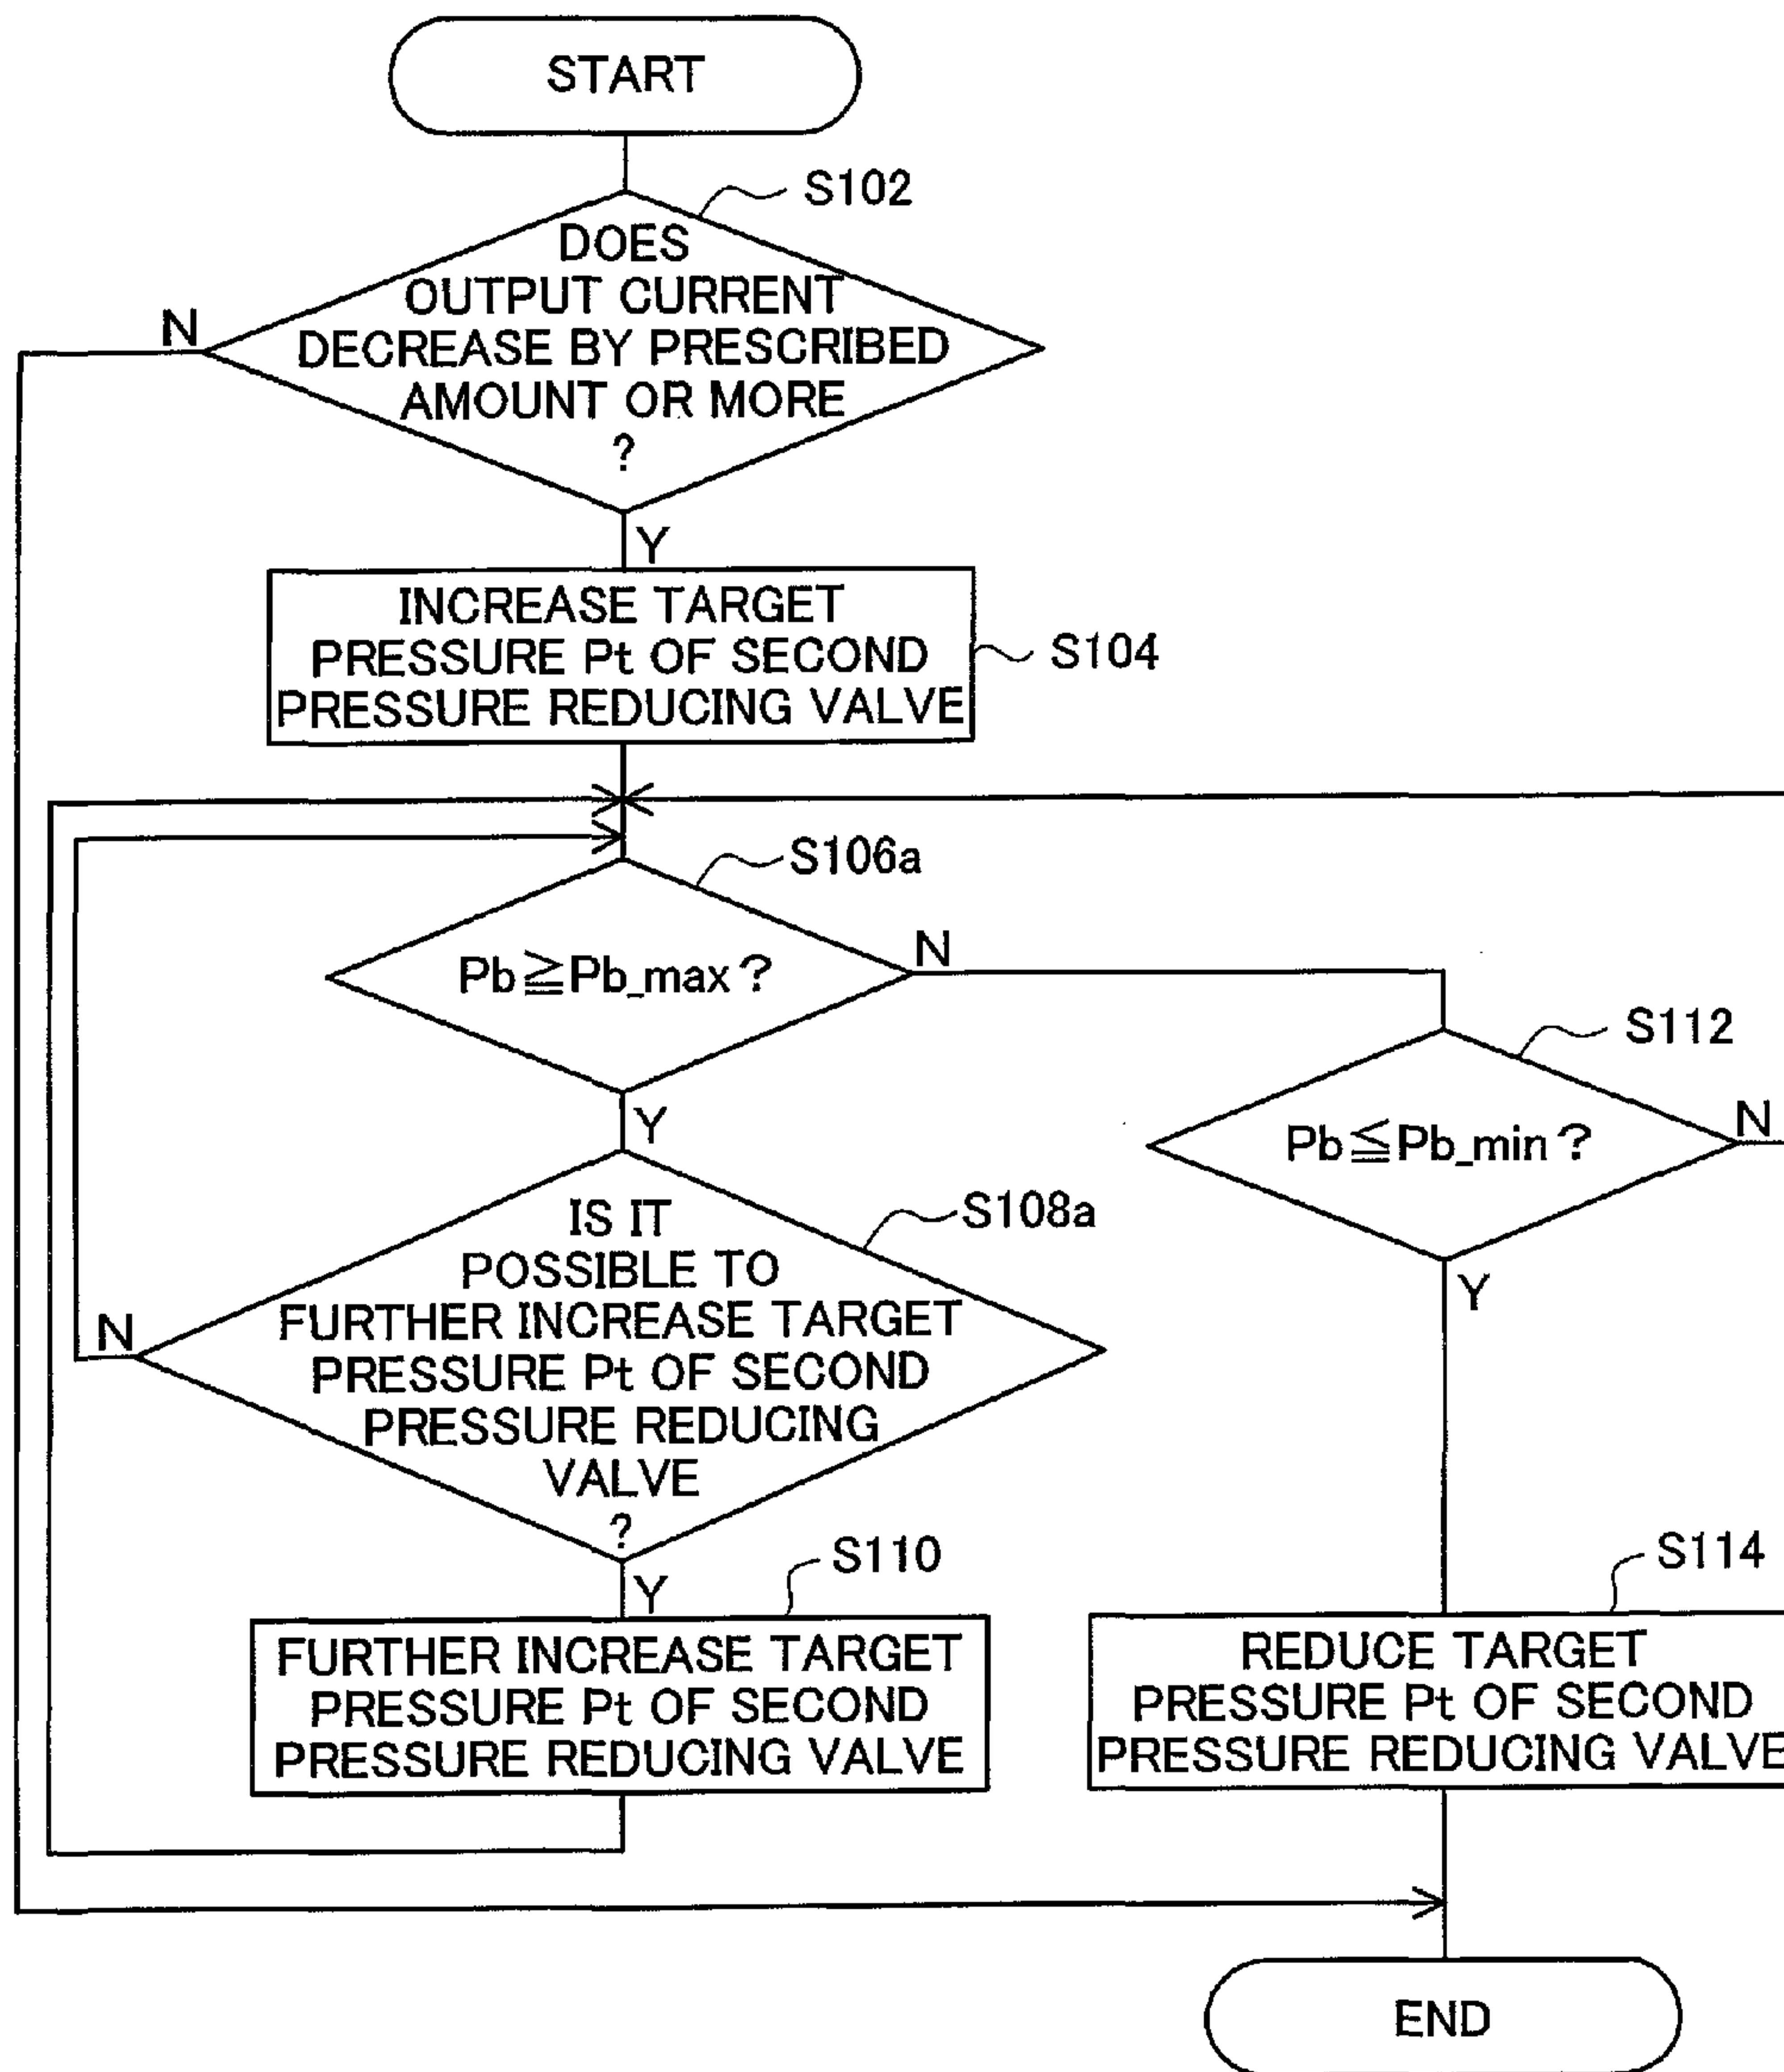 START
S102
DOES
OUTPUT CURRENT
DECREASE BY PRESCRIBED
AMOUNT OR MORE
?
N
Y
INCREASE TARGET
PRESSURE Pt OF SECOND
PRESSURE REDUCING VALVE
S104
S106a
Pb≧Pb_max?
N
Y
S112
Pb≦Pb_min?
N
Y
S108a
IS IT
POSSIBLE TO
FURTHER INCREASE TARGET
PRESSURE Pt OF SECOND
PRESSURE REDUCING
VALVE
?
N
Y
S110
FURTHER INCREASE TARGET
PRESSURE Pt OF SECOND
PRESSURE REDUCING VALVE
S114
REDUCE TARGET
PRESSURE Pt OF SECOND
PRESSURE REDUCING VALVE
END